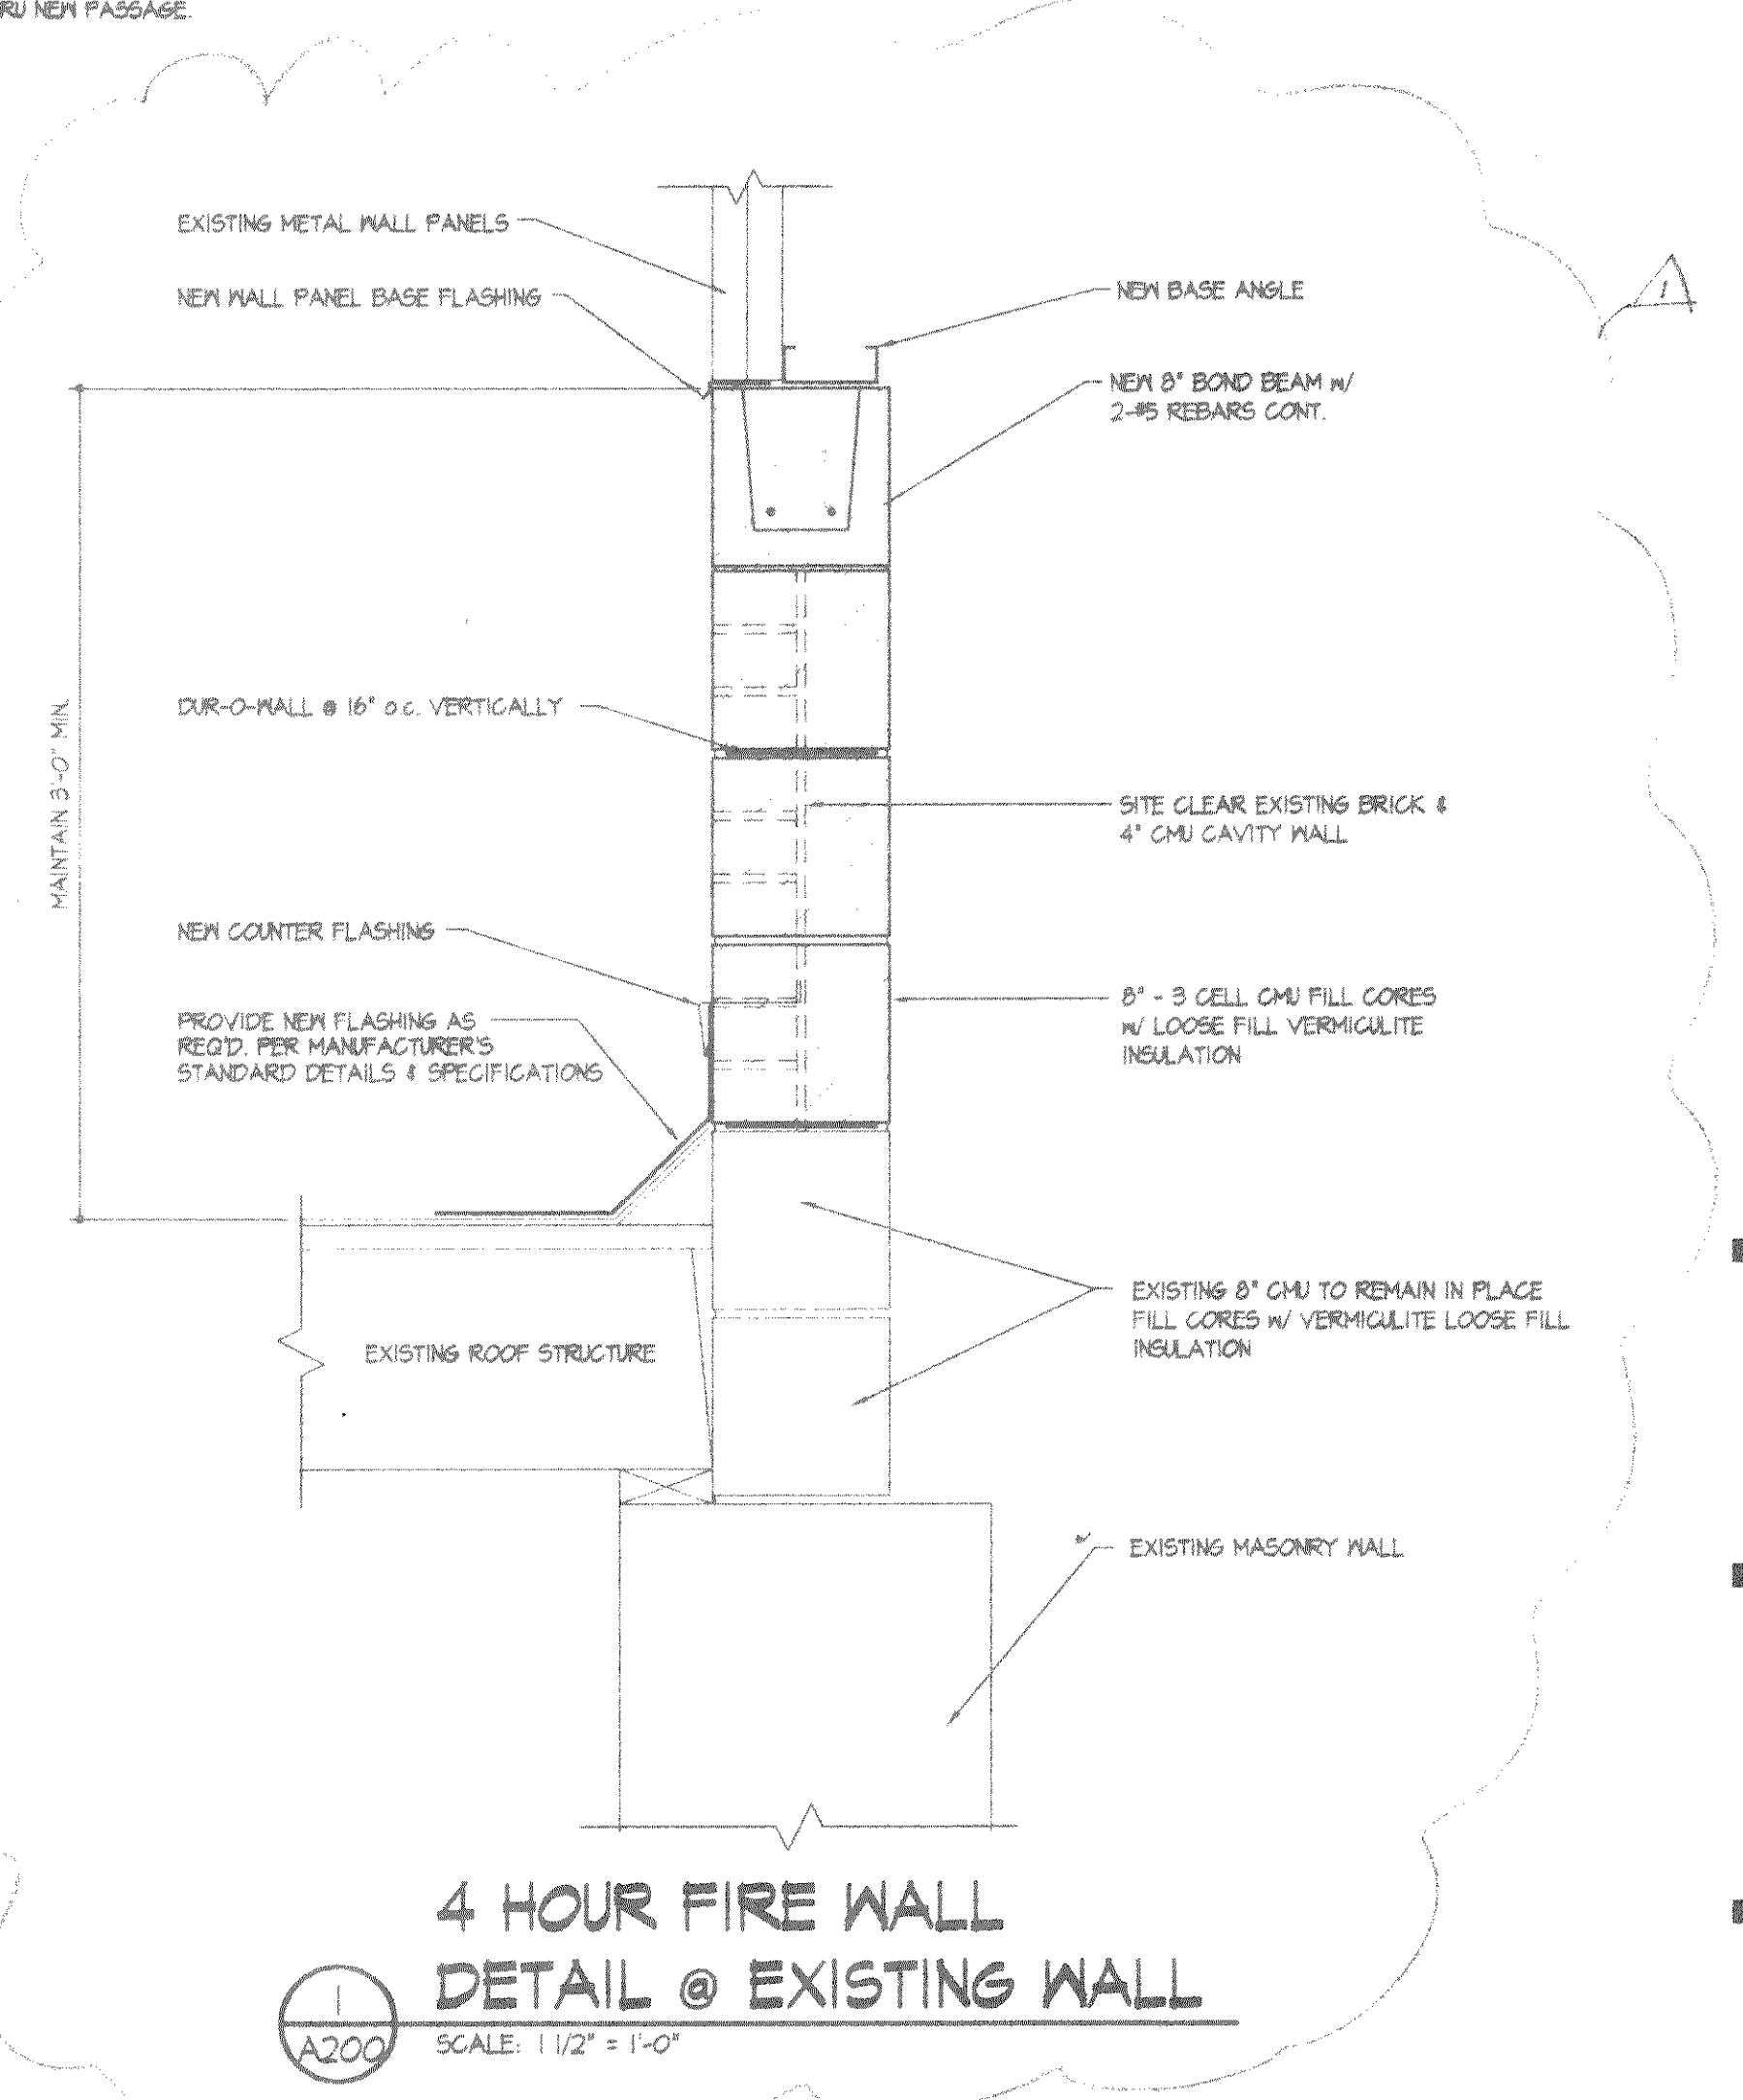 RU NEW PASSAGE.
EXISTING METAL WALL PANELS
NEW WALL PANEL BASE FLASHING
NEW BASE ANGLE
1
NEW 8" BOND BEAM w/
2-#5 REBARS CONT.
MAINTAIN 3'-0" MIN.
DUR-O-WALL @ 16" o.c. VERTICALLY
SITE CLEAR EXISTING BRICK &
4" CMU CAVITY WALL
NEW COUNTER FLASHING
8" - 3 CELL CMU FILL CORES
w/ LOOSE FILL VERMICULITE
INSULATION
PROVIDE NEW FLASHING AS
REQ'D. PER MANUFACTURER'S
STANDARD DETAILS & SPECIFICATIONS
EXISTING 8" CMU TO REMAIN IN PLACE
FILL CORES w/ VERMICULITE LOOSE FILL
INSULATION
EXISTING ROOF STRUCTURE
EXISTING MASONRY WALL
4 HOUR FIRE WALL
DETAIL @ EXISTING WALL
1
A200
SCALE: 1 1/2" = 1'-0"